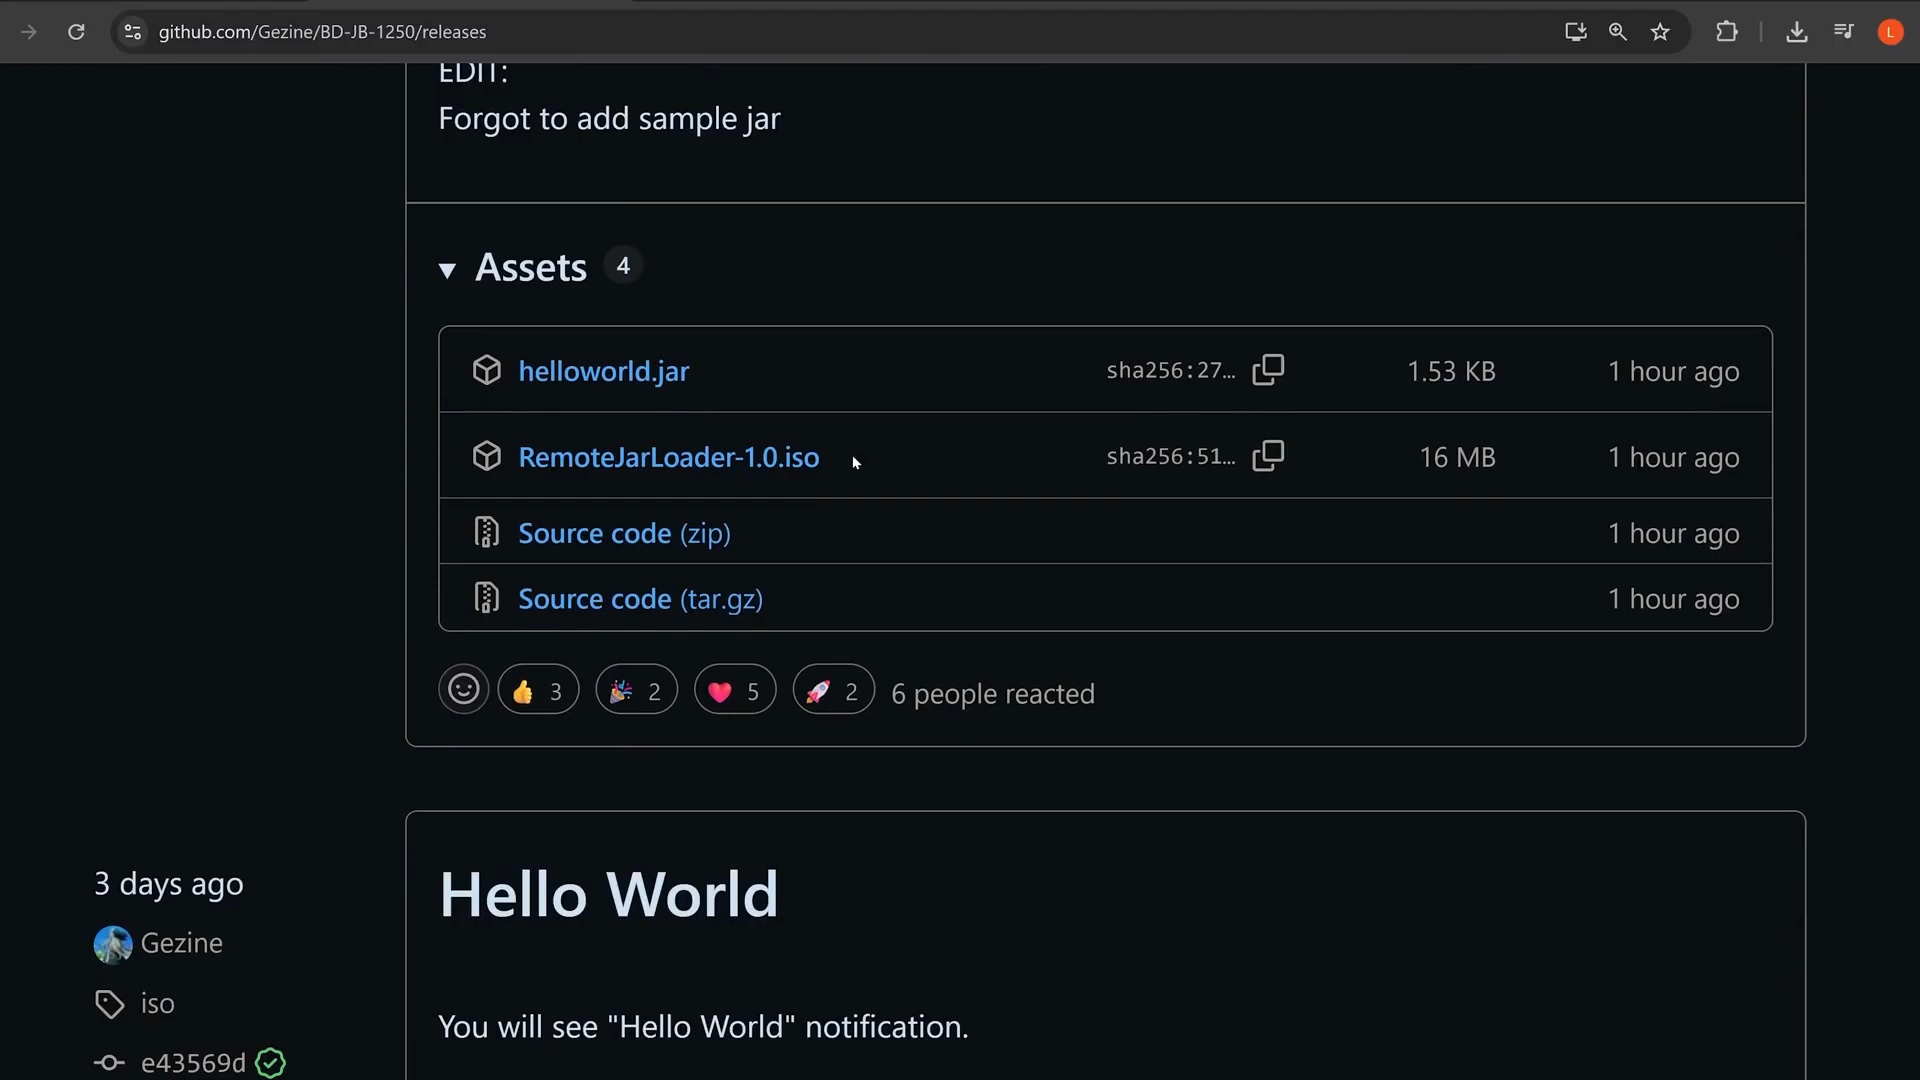 github.com/Gezine/BD-JB-1250/releases
L
EDIT:
Forgot to add sample jar
Assets 4
helloworld.jar sha256:27... 1.53 KB 1 hour ago
RemoteJarLoader-1.0.iso sha256:51... 16 MB 1 hour ago
Source code (zip) 1 hour ago
Source code (tar.gz) 1 hour ago
👍 3 🎉 2 ❤️ 5 🚀 2 6 people reacted
3 days ago
Gezine
iso
e43569d
Hello World
You will see "Hello World" notification.